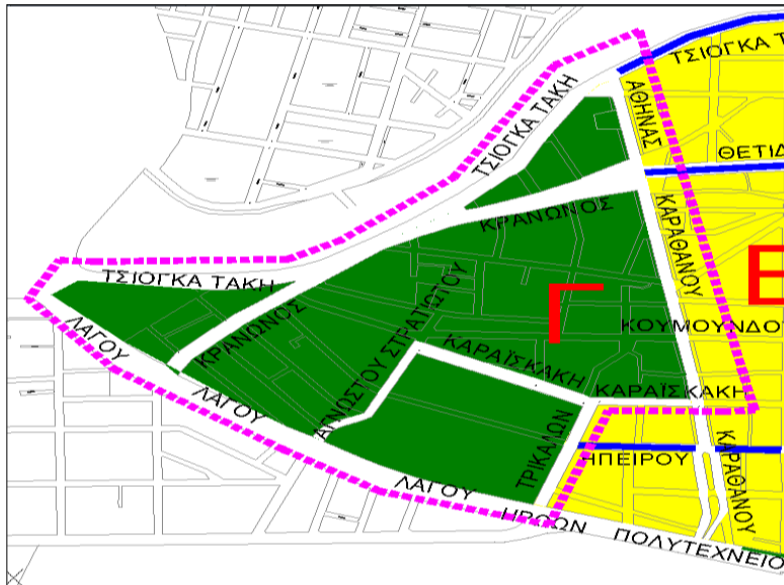 ΤΣΙΟΓΚΑ Τ
ΑΘΗΝΑΣ
ΤΣΙΟΓΚΑ ΤΑΚΗ
ΘΕΤΙΔ
ΚΡΑΝΩΝΟΣ
ΚΑΡΑΘΑΝΟΥ
ΤΣΙΟΓΚΑ ΤΑΚΗ
Ε
Γ
ΚΟΥΜΟΥΝΔΟ
ΛΑΓΟΥ
ΚΡΑΝΩΝΟΣ
ΑΓΝΩΣΤΟΥ ΣΤΡΑΤΙΩΤΟΥ
ΚΑΡΑΪΣΚΑΚΗ
ΚΑΡΑΪΣΚΑΚΗ
ΛΑΓΟΥ
ΤΡΙΚΑΛΩΝ
ΗΠΕΙΡΟΥ
ΚΑΡΑΘΑΝΟΥ
ΛΑΓΟΥ
ΗΡΩΩΝ
ΠΟΛΥΤΕΧΝΕΙΟ